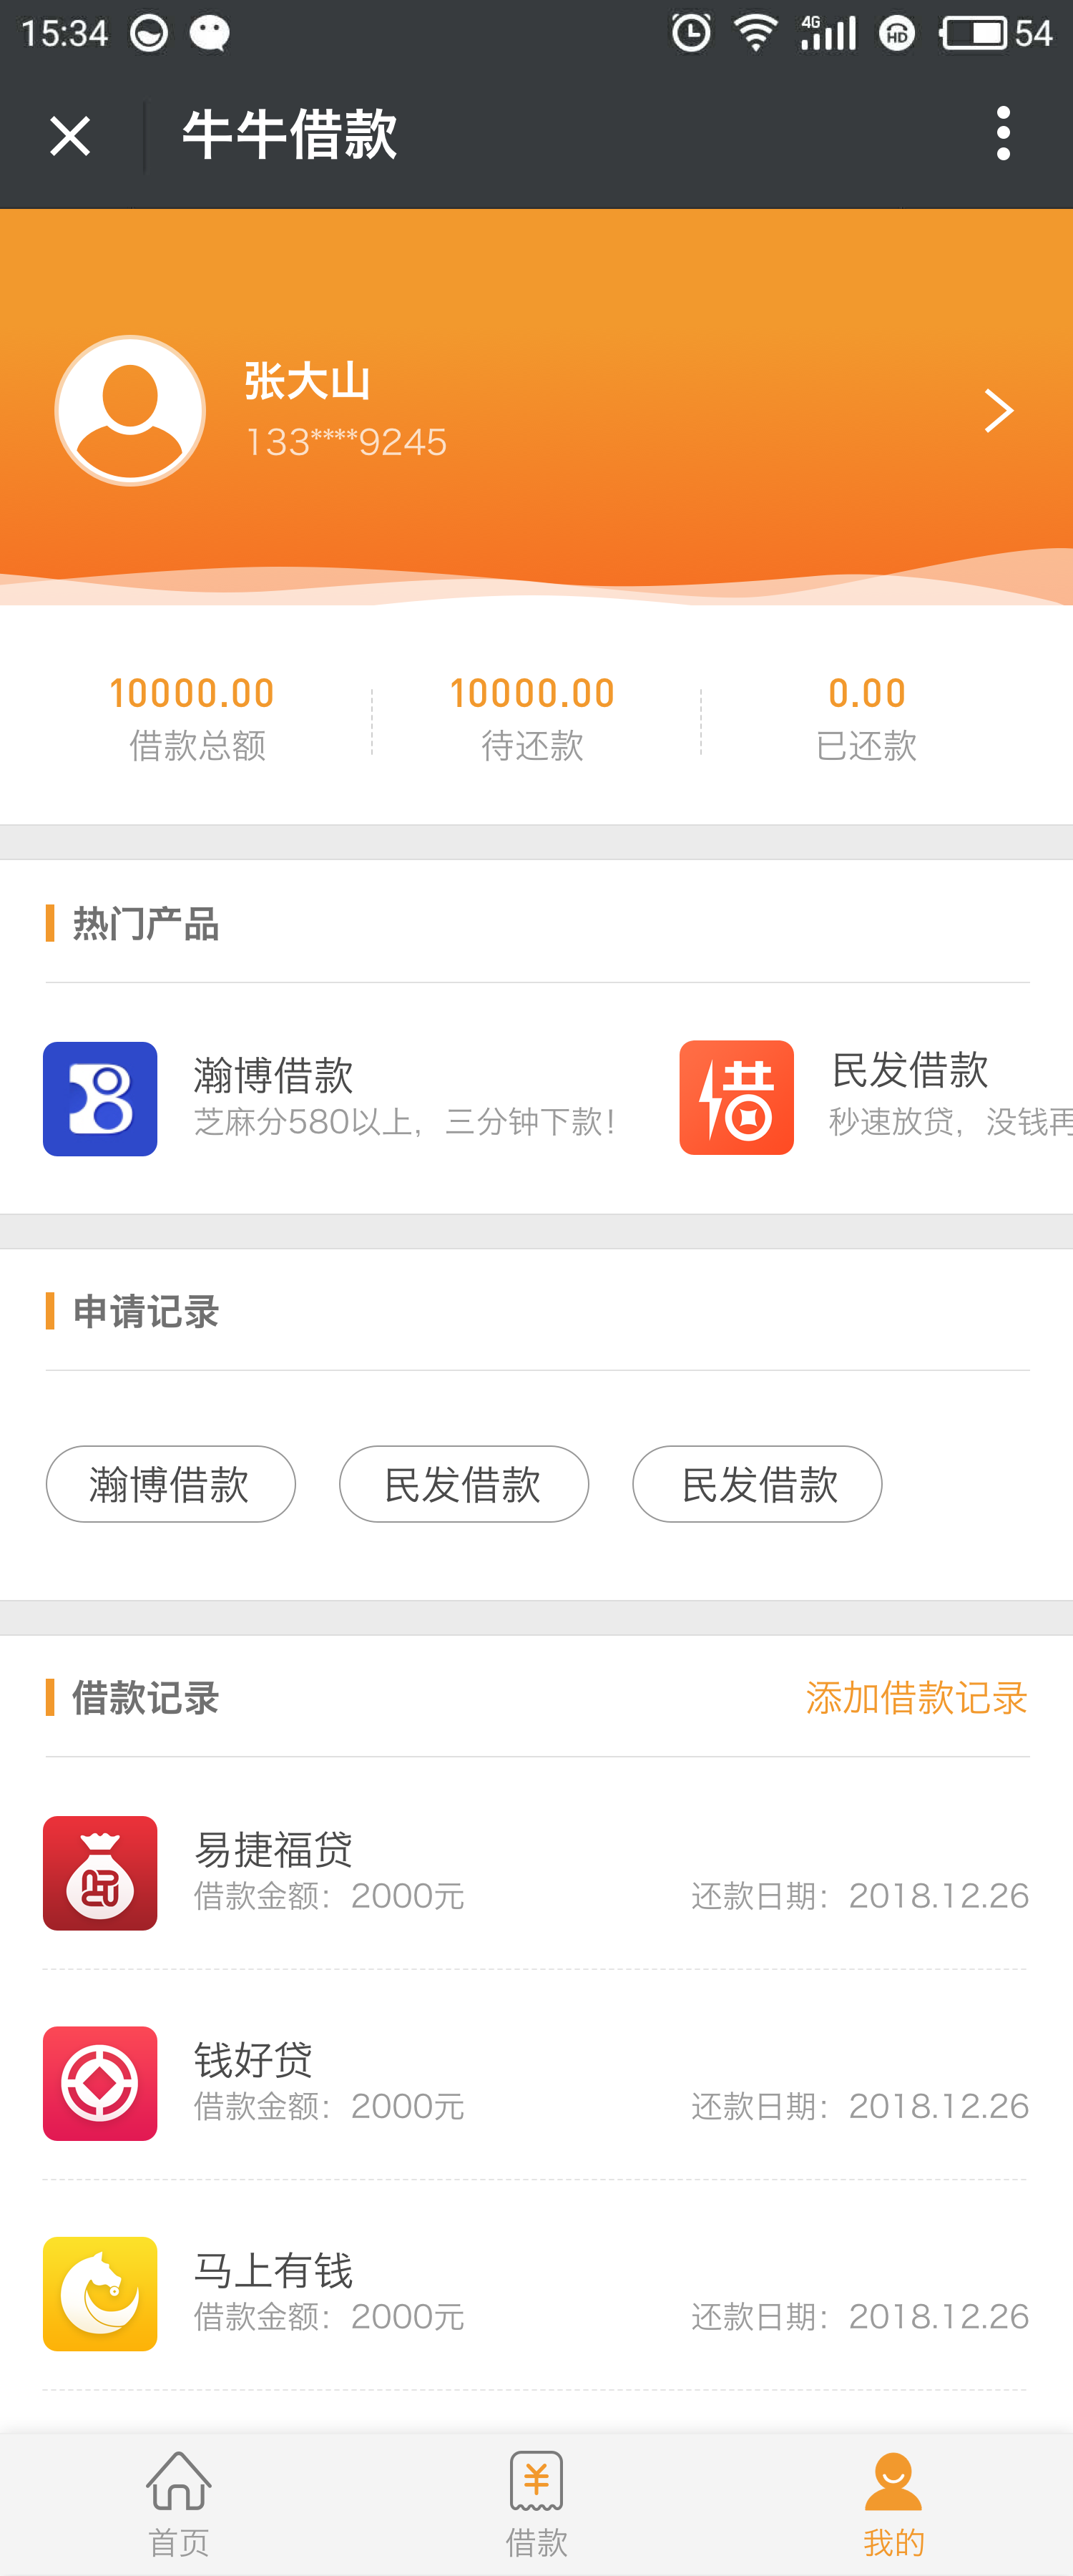 15:34
4G
HD
54
牛牛借款
张大山
133****9245
10000.00 10000.00 0.00
借款总额 待还款 已还款
热门产品
瀚博借款
芝麻分580以上，三分钟下款！
借
民发借款
秒速放贷，没钱再
申请记录
瀚博借款 民发借款 民发借款
借款记录 添加借款记录
易捷福贷
借款金额：2000元 还款日期：2018.12.26
钱好贷
借款金额：2000元 还款日期：2018.12.26
马上有钱
借款金额：2000元 还款日期：2018.12.26
首页 借款 我的